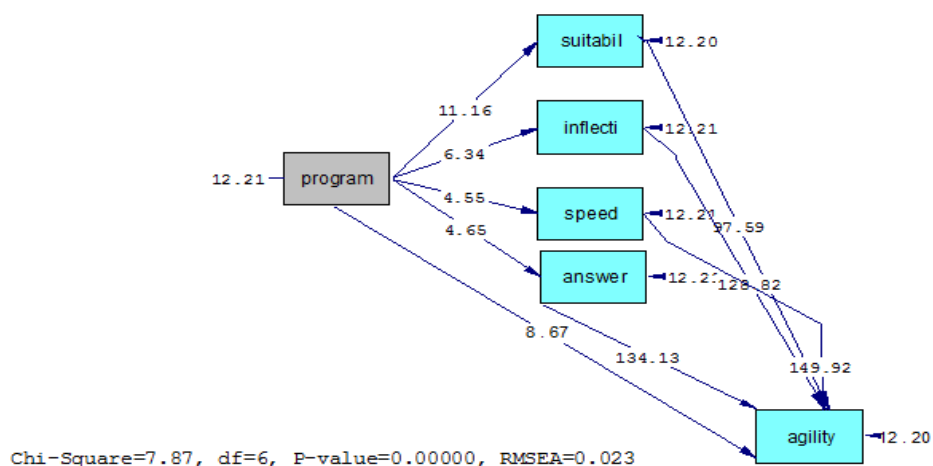 suitabil
12.20
11.16
inflecti
12.21
6.34
12.21
program
4.55
speed
12.21
97.59
4.65
answer
12.21
128.82
8.67
134.13
149.92
agility
12.20
Chi-Square=7.87, df=6, P-value=0.00000, RMSEA=0.023